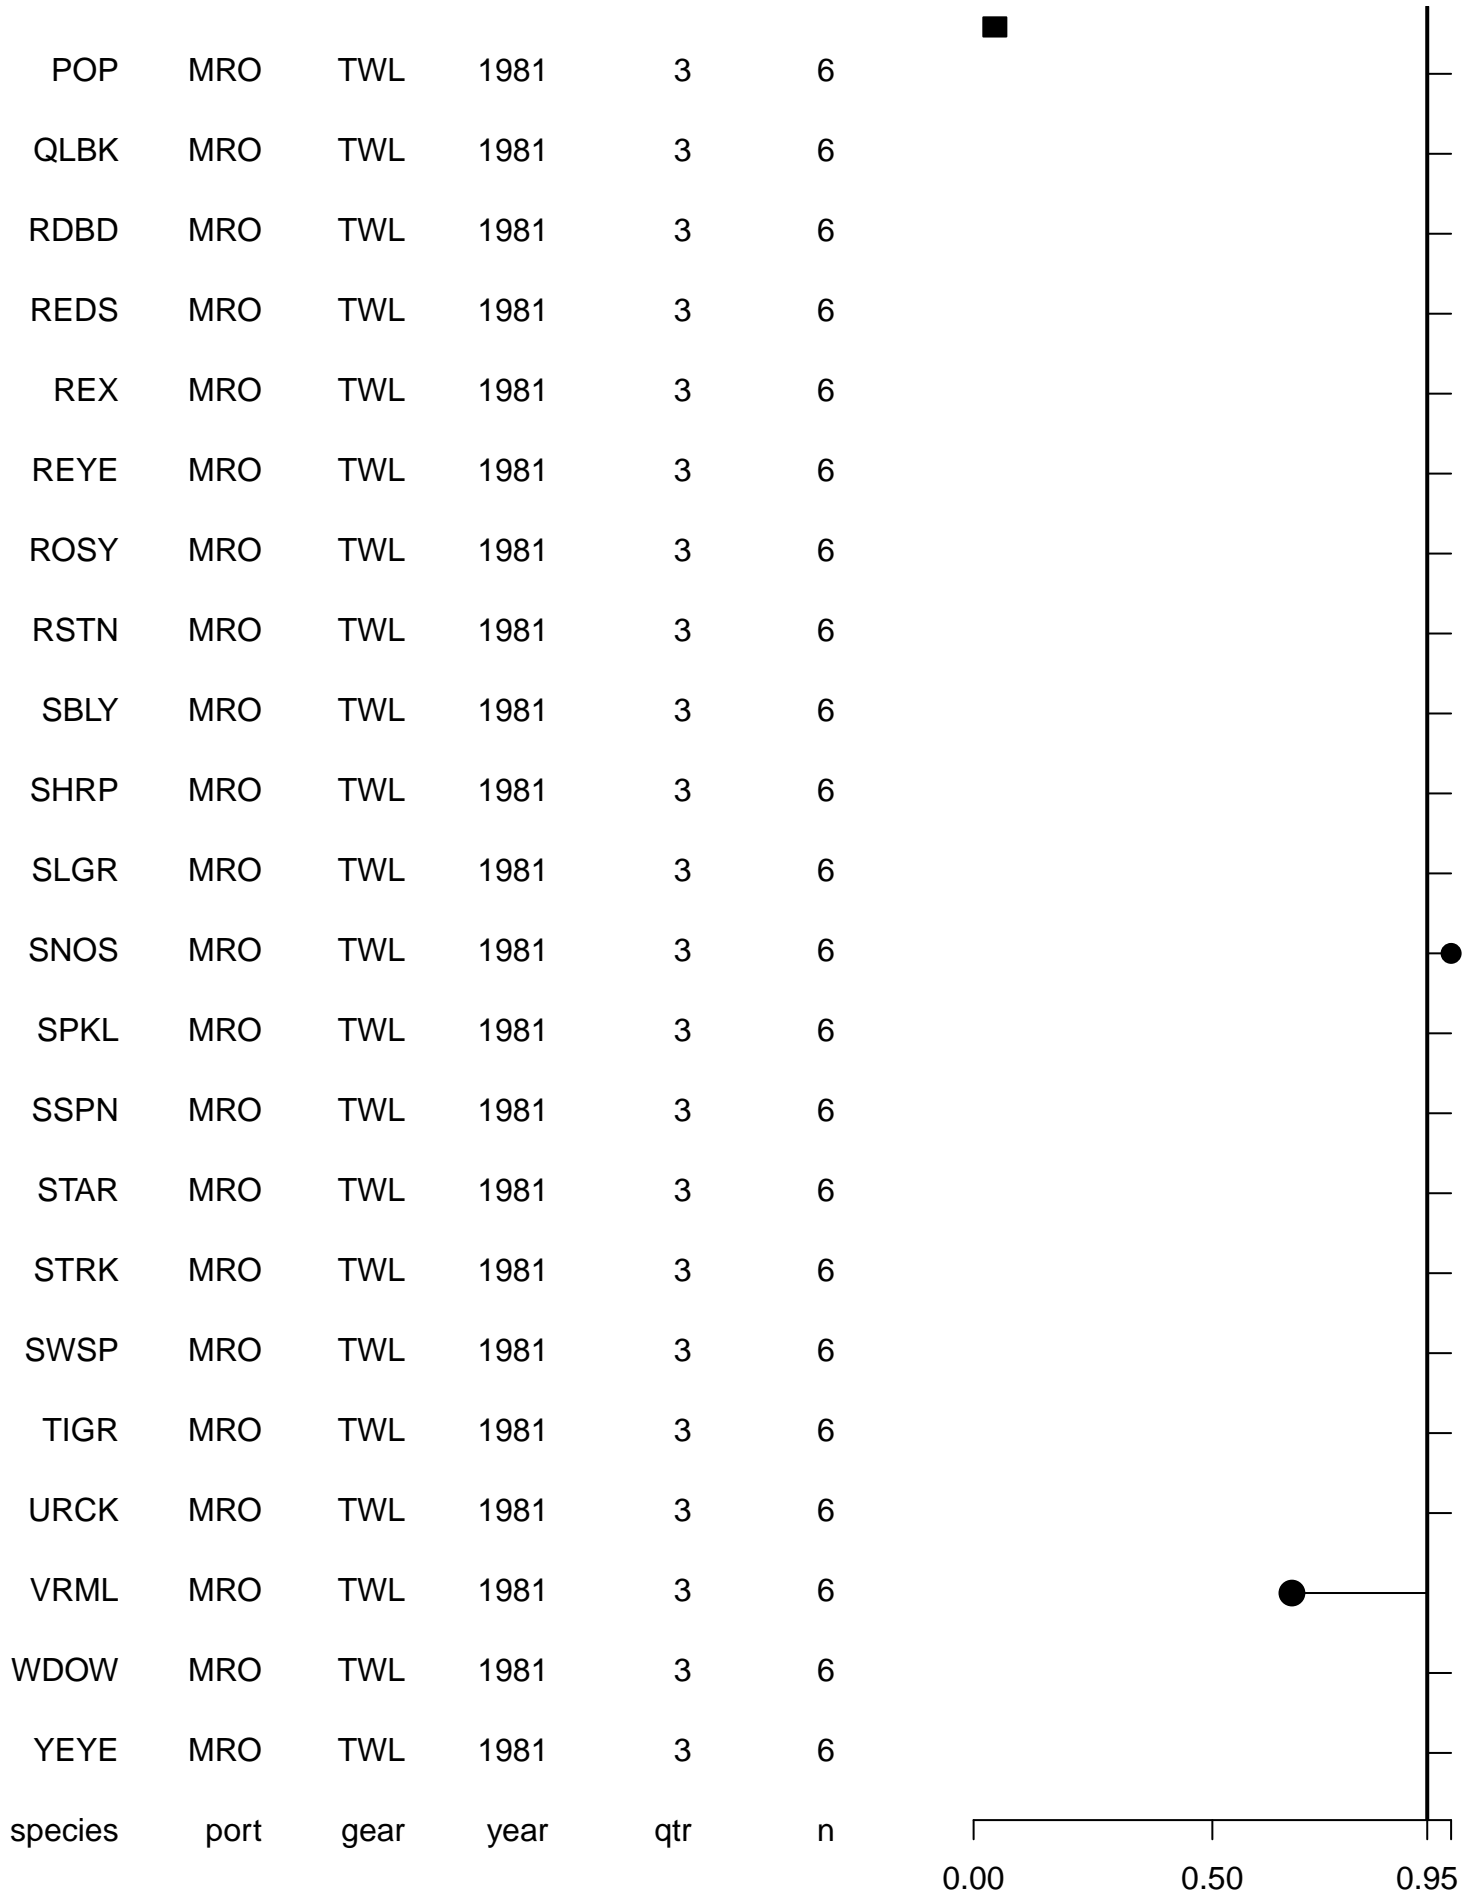 POP MRO TWL 1981 3 6
QLBK MRO TWL 1981 3 6
RDBD MRO TWL 1981 3 6
REDS MRO TWL 1981 3 6
REX MRO TWL 1981 3 6
REYE MRO TWL 1981 3 6
ROSY MRO TWL 1981 3 6
RSTN MRO TWL 1981 3 6
SBLY MRO TWL 1981 3 6
SHRP MRO TWL 1981 3 6
SLGR MRO TWL 1981 3 6
SNOS MRO TWL 1981 3 6
SPKL MRO TWL 1981 3 6
SSPN MRO TWL 1981 3 6
STAR MRO TWL 1981 3 6
STRK MRO TWL 1981 3 6
SWSP MRO TWL 1981 3 6
TIGR MRO TWL 1981 3 6
URCK MRO TWL 1981 3 6
VRML MRO TWL 1981 3 6
WDOW MRO TWL 1981 3 6
YEYE MRO TWL 1981 3 6
species port gear year qtr n
0.00 0.50 0.95